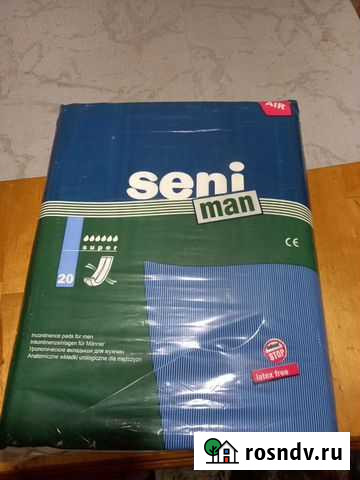 AIR
seni
man
super
20
CE
Incontinence pads for men
Inkontinenzeinlagen für Männer
Урологические вкладыши для мужчин
Anatomiczne wkładki urologiczne dla mężczyzn
STOP
latex free
rosndv.ru